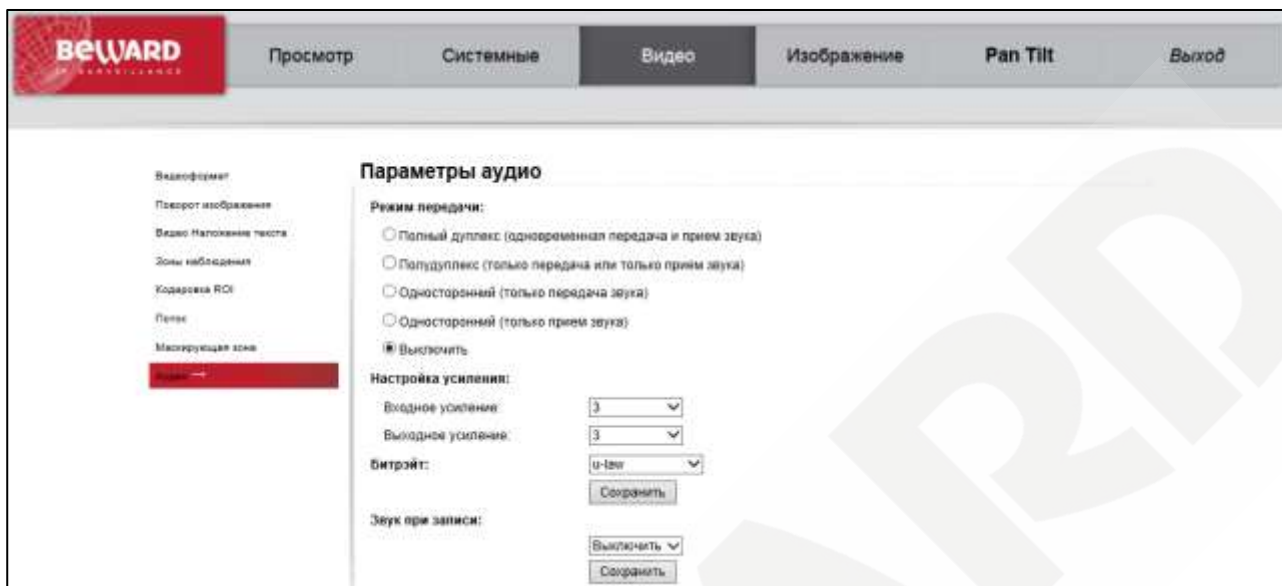 BEWARD
Просмотр
Системные
Видео
Изображение
Pan Tilt
Выход
Видеоформат
Поворот изображения
Видео Наложение текста
Зоны наблюдения
Кодировка ROI
Поток
Маскирующая зона
Аудио →
Параметры аудио
Режим передачи:
Полный дуплекс (одновременная передача и прием звука)
Полудуплекс (только передача или только прием звука)
Односторонний (только передача звука)
Односторонний (только прием звука)
Выключить
Настройка усиления:
Входное усиление: 3
Выходное усиление: 3
Битрэйт: u-law
Сохранить
Звук при записи:
Выключить
Сохранить